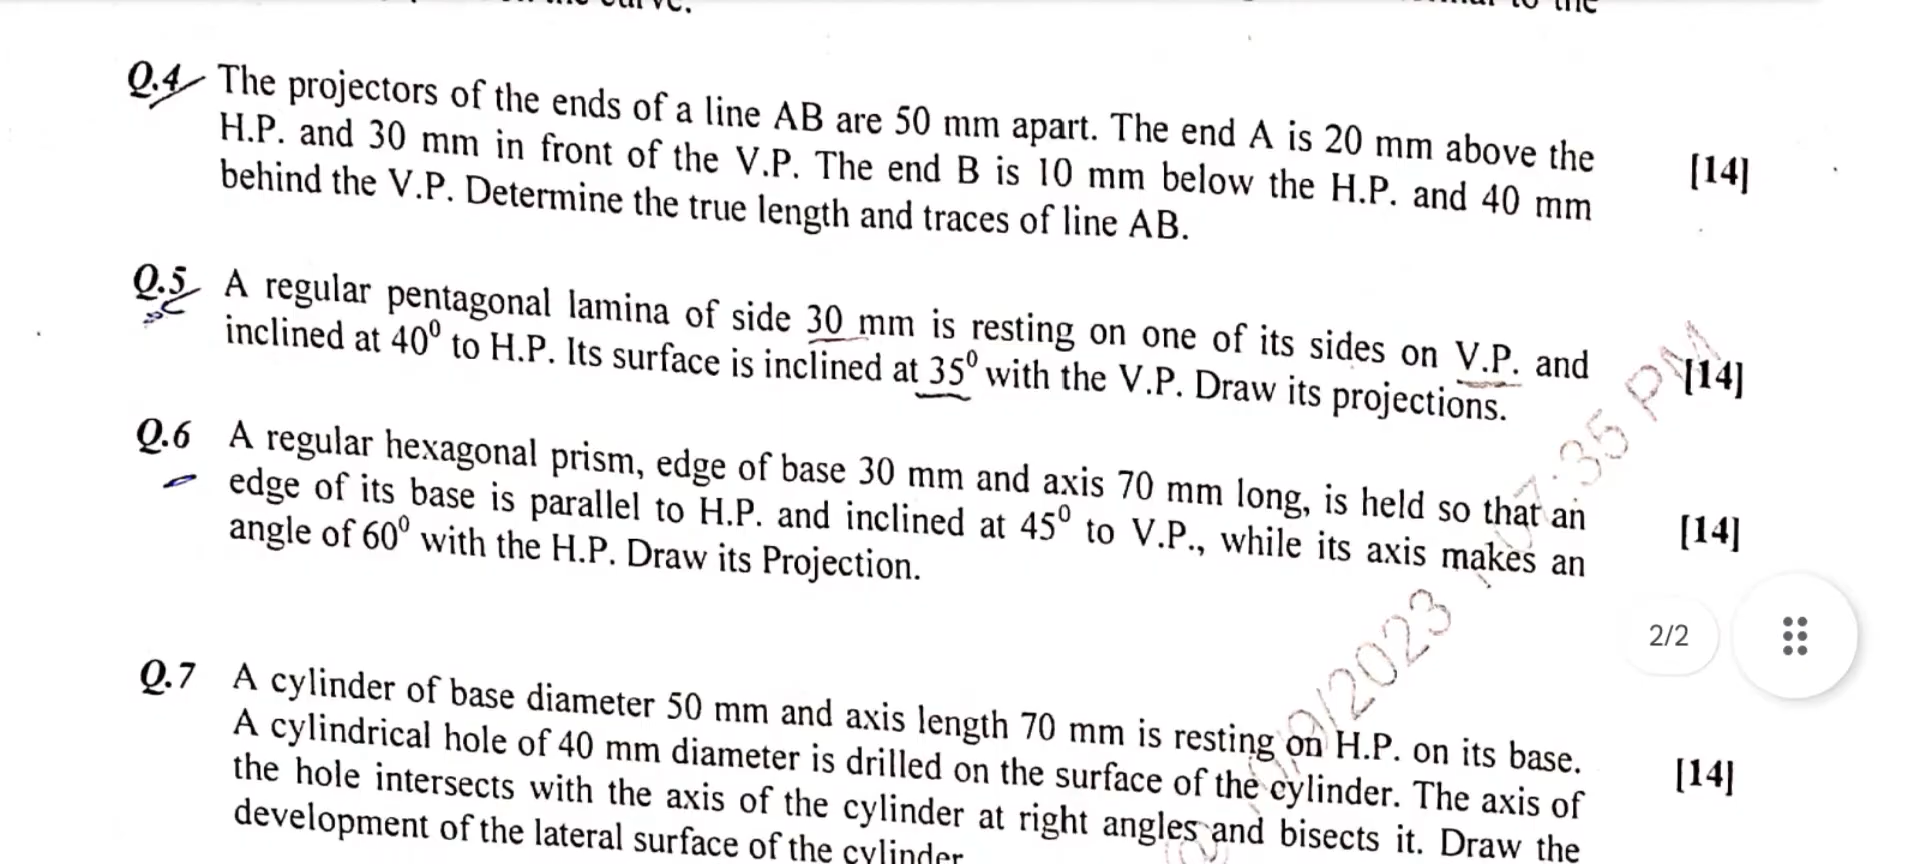 Q.4 The projectors of the ends of a line AB are 50 mm apart. The end A is 20 mm above the
H.P. and 30 mm in front of the V.P. The end B is 10 mm below the H.P. and 40 mm [14]
behind the V.P. Determine the true length and traces of line AB.
Q.5 A regular pentagonal lamina of side 30 mm is resting on one of its sides on V.P. and
inclined at 40⁰ to H.P. Its surface is inclined at 35⁰ with the V.P. Draw its projections. [14]
Q.6 A regular hexagonal prism, edge of base 30 mm and axis 70 mm long, is held so that an
edge of its base is parallel to H.P. and inclined at 45⁰ to V.P., while its axis makes an [14]
angle of 60⁰ with the H.P. Draw its Projection.
2/2
Q.7 A cylinder of base diameter 50 mm and axis length 70 mm is resting on H.P. on its base.
A cylindrical hole of 40 mm diameter is drilled on the surface of the cylinder. The axis of [14]
the hole intersects with the axis of the cylinder at right angles and bisects it. Draw the
development of the lateral surface of the cylinder